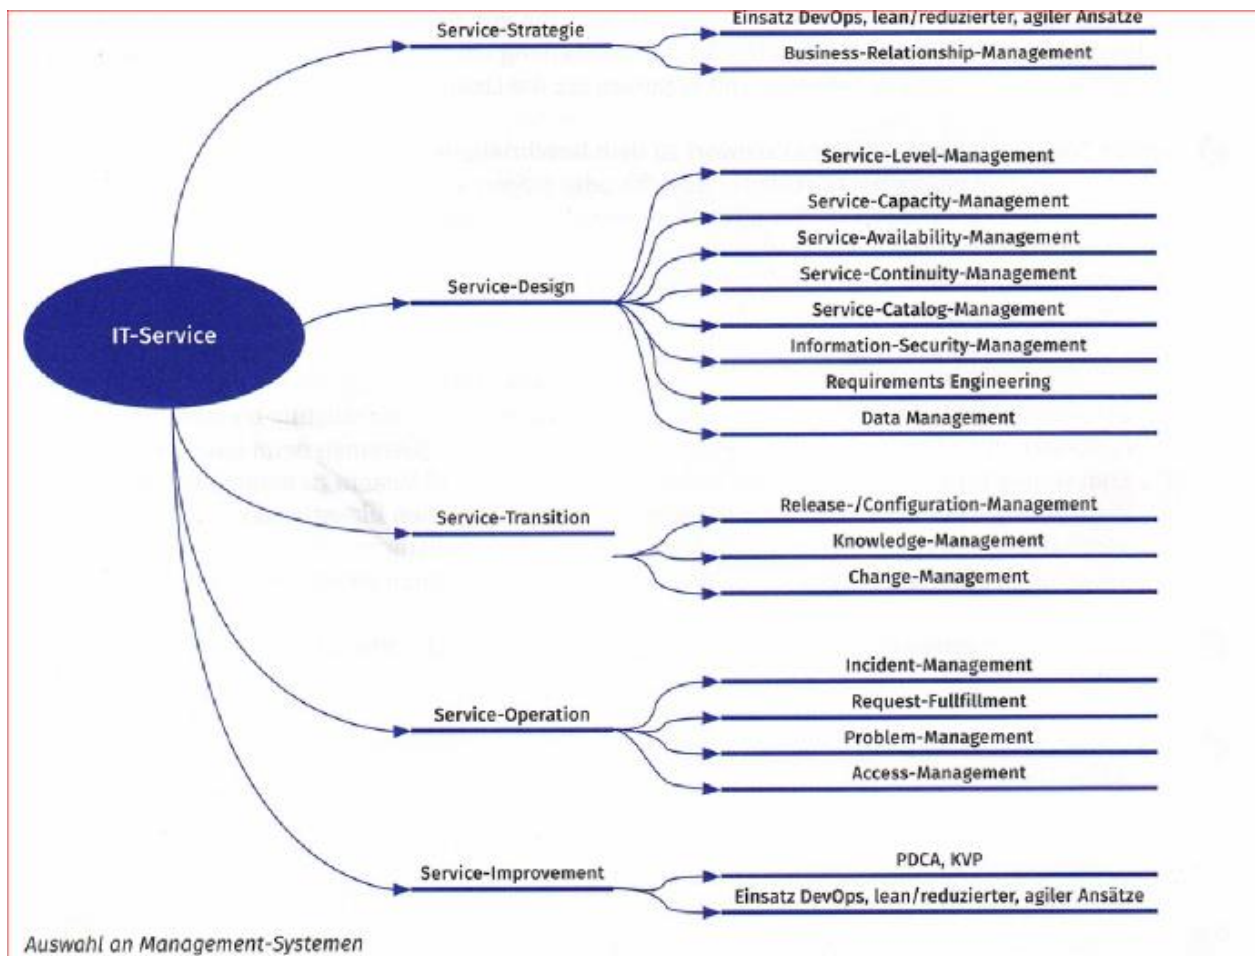 Einsatz DevOps, lean/reduzierter, agiler Ansätze
Service-Strategie
Business-Relationship-Management
Service-Level-Management
Service-Capacity-Management
Service-Availability-Management
Service-Continuity-Management
Service-Design
Service-Catalog-Management
IT-Service
Information-Security-Management
Requirements Engineering
Data Management
Release-/Configuration-Management
Service-Transition
Knowledge-Management
Change-Management
Incident-Management
Request-Fullfillment
Service-Operation
Problem-Management
Access-Management
PDCA, KVP
Service-Improvement
Einsatz DevOps, lean/reduzierter, agiler Ansätze
Auswahl an Management-Systemen